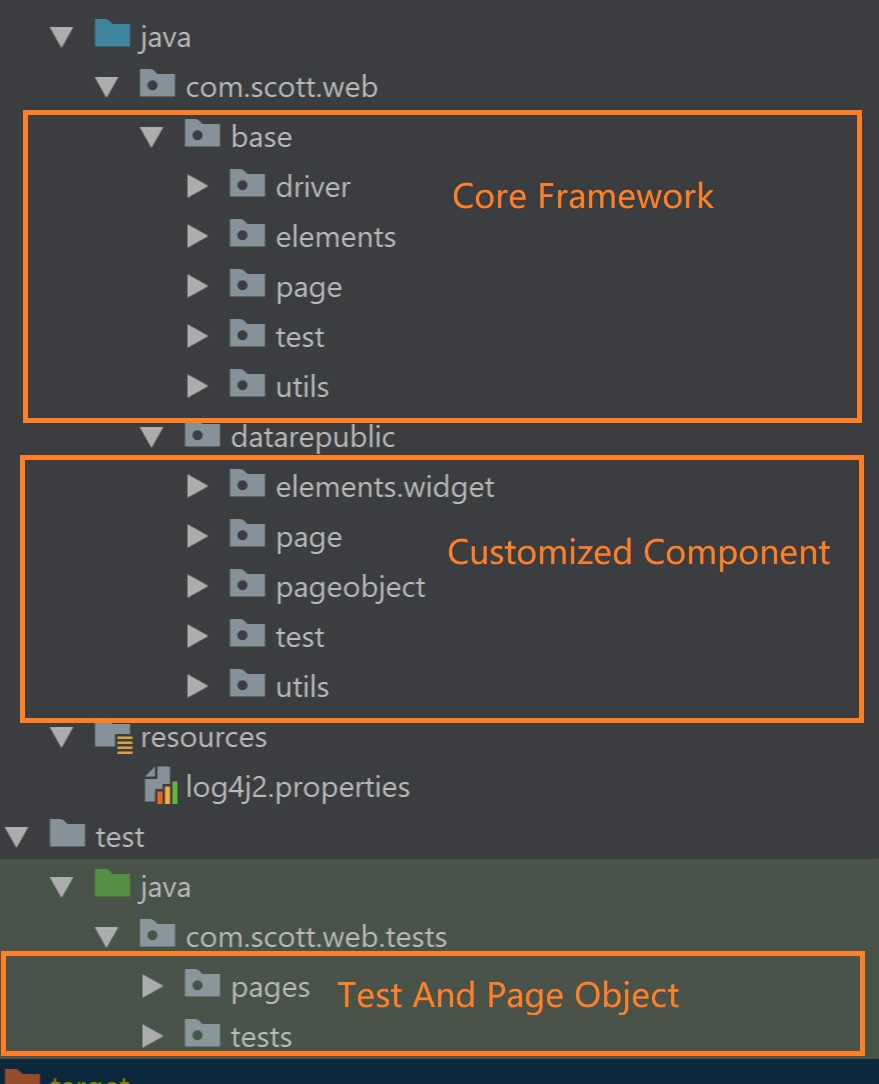 java
com.scott.web
base
driver
Core Framework
elements
page
test
utils
datarepublic
elements.widget
page
Customized Component
pageobject
test
utils
resources
log4j2.properties
test
java
com.scott.web.tests
pages
Test And Page Object
tests
target